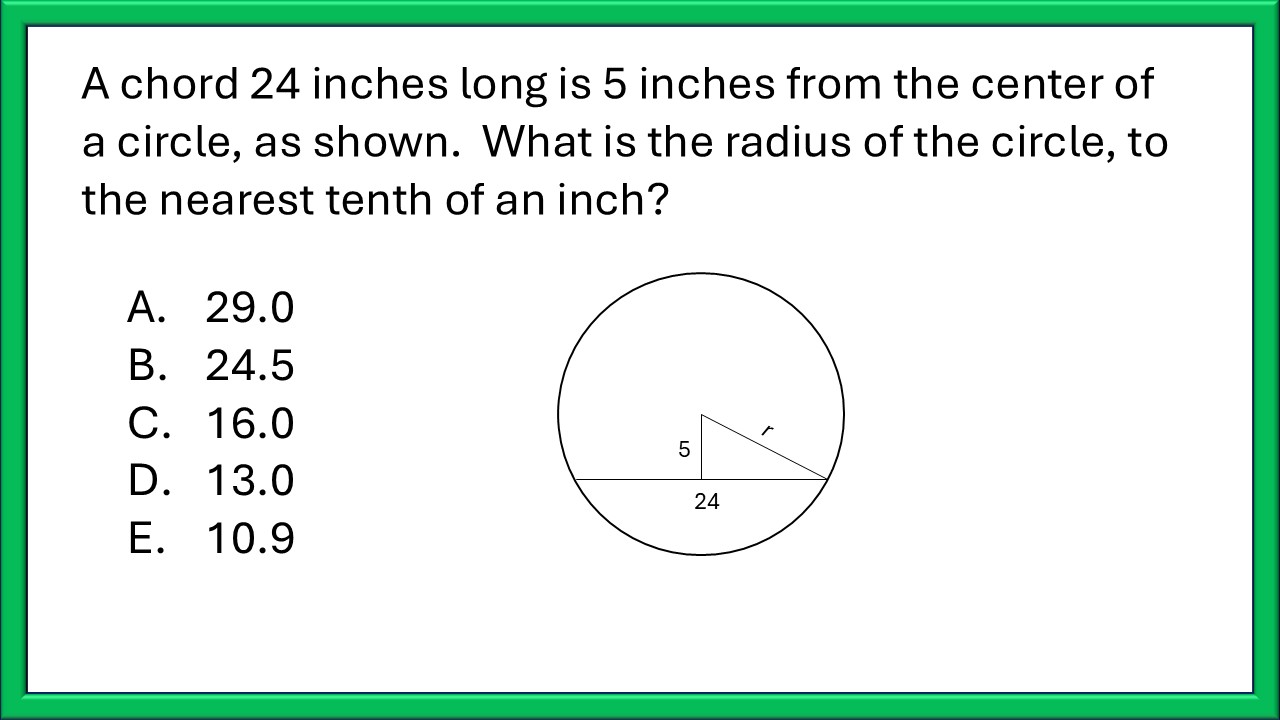 A chord 24 inches long is 5 inches from the center of
a circle, as shown.  What is the radius of the circle, to
the nearest tenth of an inch?
A. 29.0
B. 24.5
C. 16.0
D. 13.0
E. 10.9
r
5
24